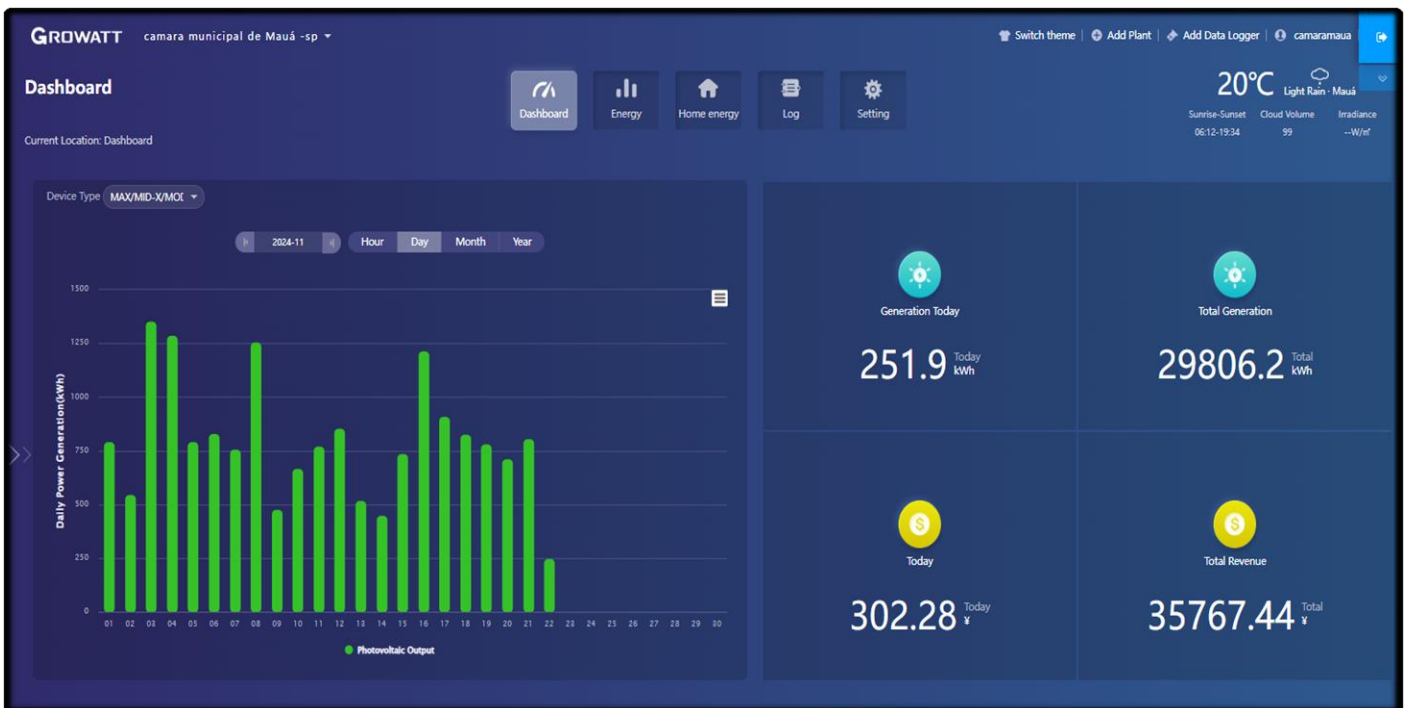 GROWATT camara municipal de Mauá -sp
Switch theme | Add Plant | Add Data Logger | camaramaua
Dashboard
Dashboard Energy Home energy Log Setting
20°C Light Rain · Mauá
Sunrise-Sunset Cloud Volume Irradiance
06:12-19:34 99 --W/㎡
Current Location: Dashboard
Device Type MAX/MID-X/MOD
2024-11 Hour Day Month Year
Daily Power Generation(kWh)
1500
1250
1000
750
500
250
0
01 02 03 04 05 06 07 08 09 10 11 12 13 14 15 16 17 18 19 20 21 22 23 24 25 26 27 28 29 30
Photovoltaic Output
Generation Today
251.9 Today
kWh
Total Generation
29806.2 Total
kWh
Today
302.28 Today
¥
Total Revenue
35767.44 Total
¥